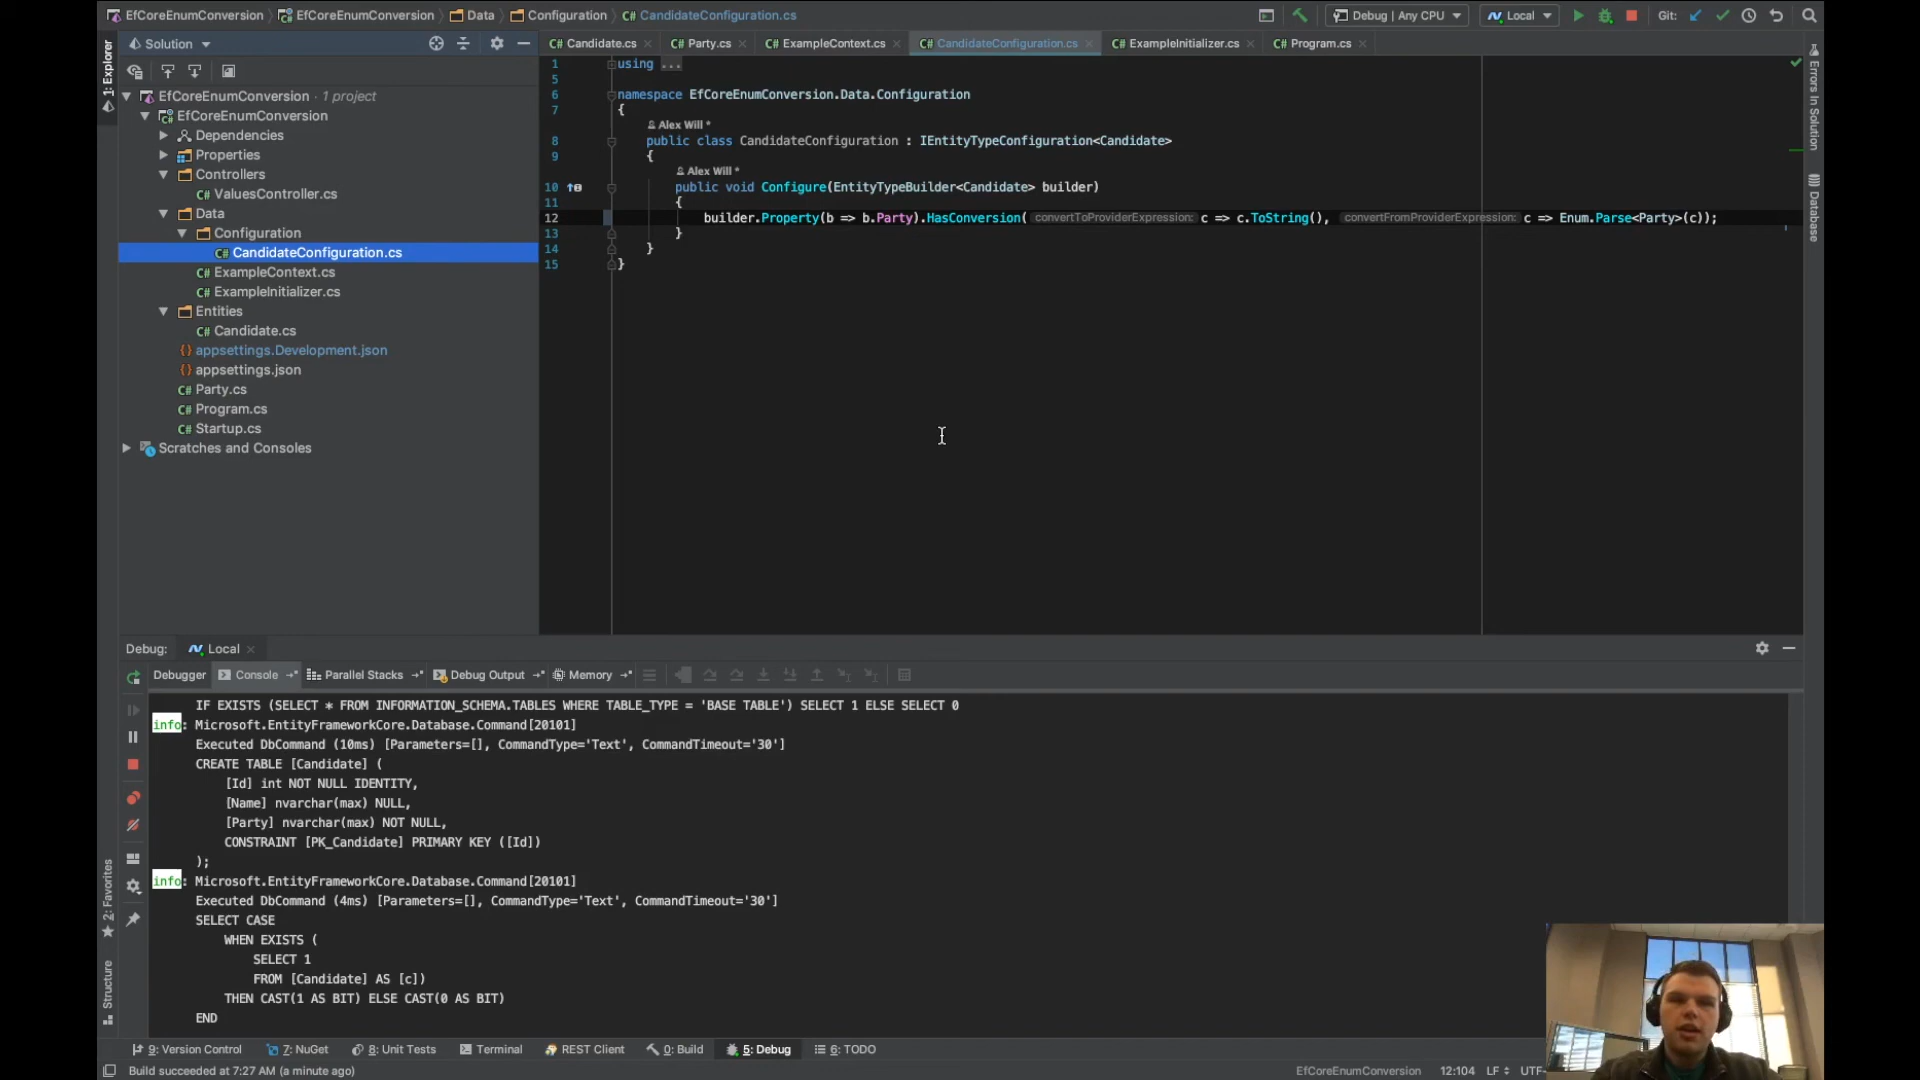 EfCoreEnumConversion EfCoreEnumConversion Data Configuration C# CandidateConfiguration.cs Debug | Any CPU Local Git:
1: Explorer
Solution
C# Candidate.cs C# Party.cs C# ExampleContext.cs C# CandidateConfiguration.cs C# ExampleInitializer.cs C# Program.cs
EfCoreEnumConversion · 1 project
EfCoreEnumConversion
Dependencies
Properties
Controllers
C# ValuesController.cs
Data
Configuration
C# CandidateConfiguration.cs
C# ExampleContext.cs
C# ExampleInitializer.cs
Entities
C# Candidate.cs
{} appsettings.Development.json
{} appsettings.json
C# Party.cs
C# Program.cs
C# Startup.cs
Scratches and Consoles
1 using ...
5
6 namespace EfCoreEnumConversion.Data.Configuration
7 {
Alex Will *
8 public class CandidateConfiguration : IEntityTypeConfiguration<Candidate>
9 {
Alex Will *
10 public void Configure(EntityTypeBuilder<Candidate> builder)
11 {
12 builder.Property(b => b.Party).HasConversion( convertToProviderExpression: c => c.ToString(), convertFromProviderExpression: c => Enum.Parse<Party>(c));
13 }
14 }
15 }
Errors In Solution
Database
Debug: Local
Debugger Console Parallel Stacks Debug Output Memory
IF EXISTS (SELECT * FROM INFORMATION_SCHEMA.TABLES WHERE TABLE_TYPE = 'BASE TABLE') SELECT 1 ELSE SELECT 0
info: Microsoft.EntityFrameworkCore.Database.Command[20101]
Executed DbCommand (10ms) [Parameters=[], CommandType='Text', CommandTimeout='30']
CREATE TABLE [Candidate] (
[Id] int NOT NULL IDENTITY,
[Name] nvarchar(max) NULL,
[Party] nvarchar(max) NOT NULL,
CONSTRAINT [PK_Candidate] PRIMARY KEY ([Id])
);
info: Microsoft.EntityFrameworkCore.Database.Command[20101]
Executed DbCommand (4ms) [Parameters=[], CommandType='Text', CommandTimeout='30']
SELECT CASE
WHEN EXISTS (
SELECT 1
FROM [Candidate] AS [c])
THEN CAST(1 AS BIT) ELSE CAST(0 AS BIT)
END
2: Favorites
Structure
9: Version Control 7: NuGet 8: Unit Tests Terminal REST Client 0: Build 5: Debug 6: TODO
Build succeeded at 7:27 AM (a minute ago) EfCoreEnumConversion 12:104 LF UTF-